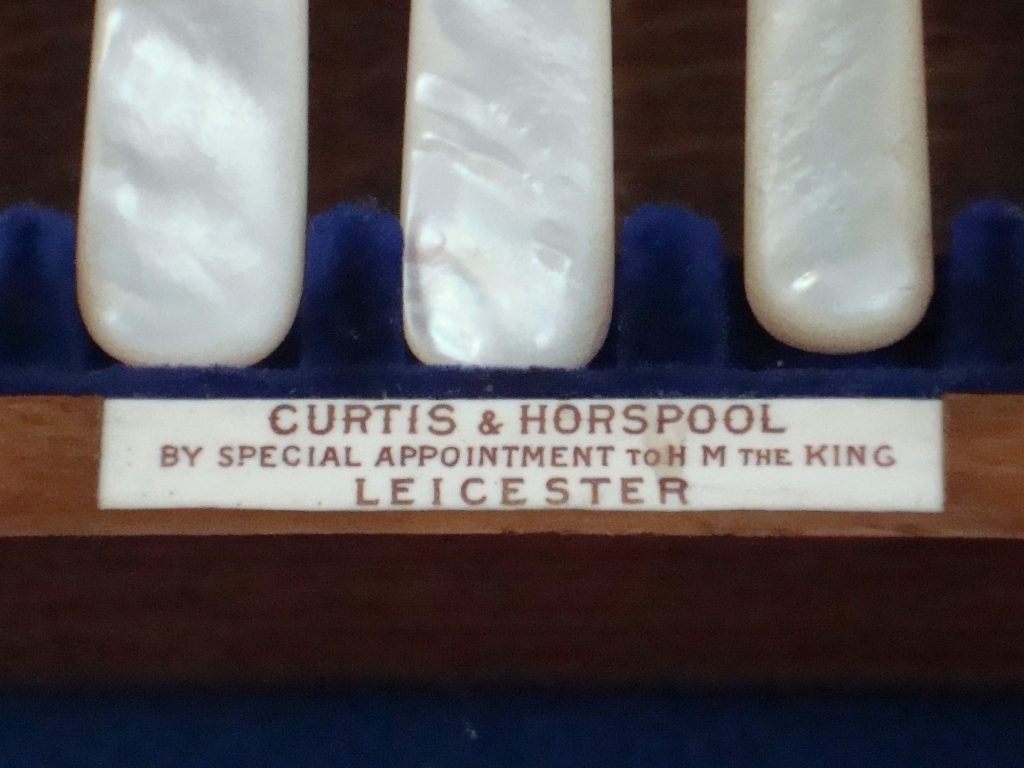 CURTIS & HORSPOOL
BY SPECIAL APPOINTMENT TO H M THE KING
LEICESTER